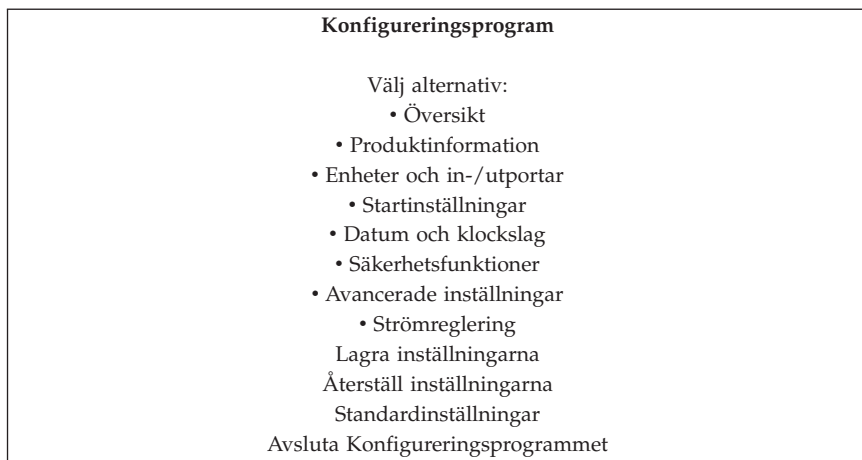 Konfigureringsprogram
Välj alternativ:
• Översikt
• Produktinformation
• Enheter och in-/utportar
• Startinställningar
• Datum och klockslag
• Säkerhetsfunktioner
• Avancerade inställningar
• Strömreglering
Lagra inställningarna
Återställ inställningarna
Standardinställningar
Avsluta Konfigureringsprogrammet